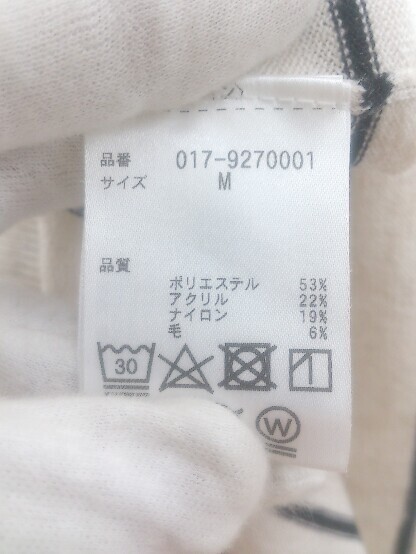 品番 017-9270001
サイズ M
品質
ポリエステル 53%
アクリル 22%
ナイロン 19%
毛 6%
30
W